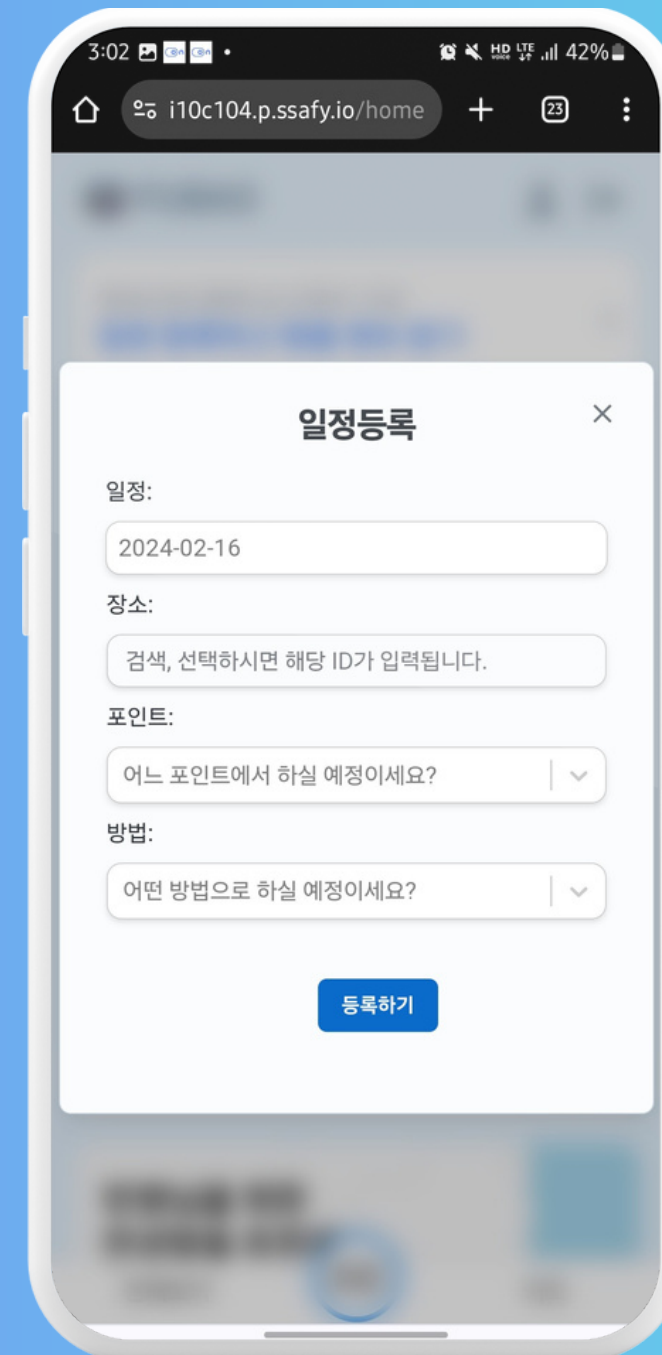 3:02
HD voice LTE 42%
i10c104.p.ssafy.io/home
23
일정등록
일정:
2024-02-16
장소:
검색, 선택하시면 해당 ID가 입력됩니다.
포인트:
어느 포인트에서 하실 예정이세요?
방법:
어떤 방법으로 하실 예정이세요?
등록하기